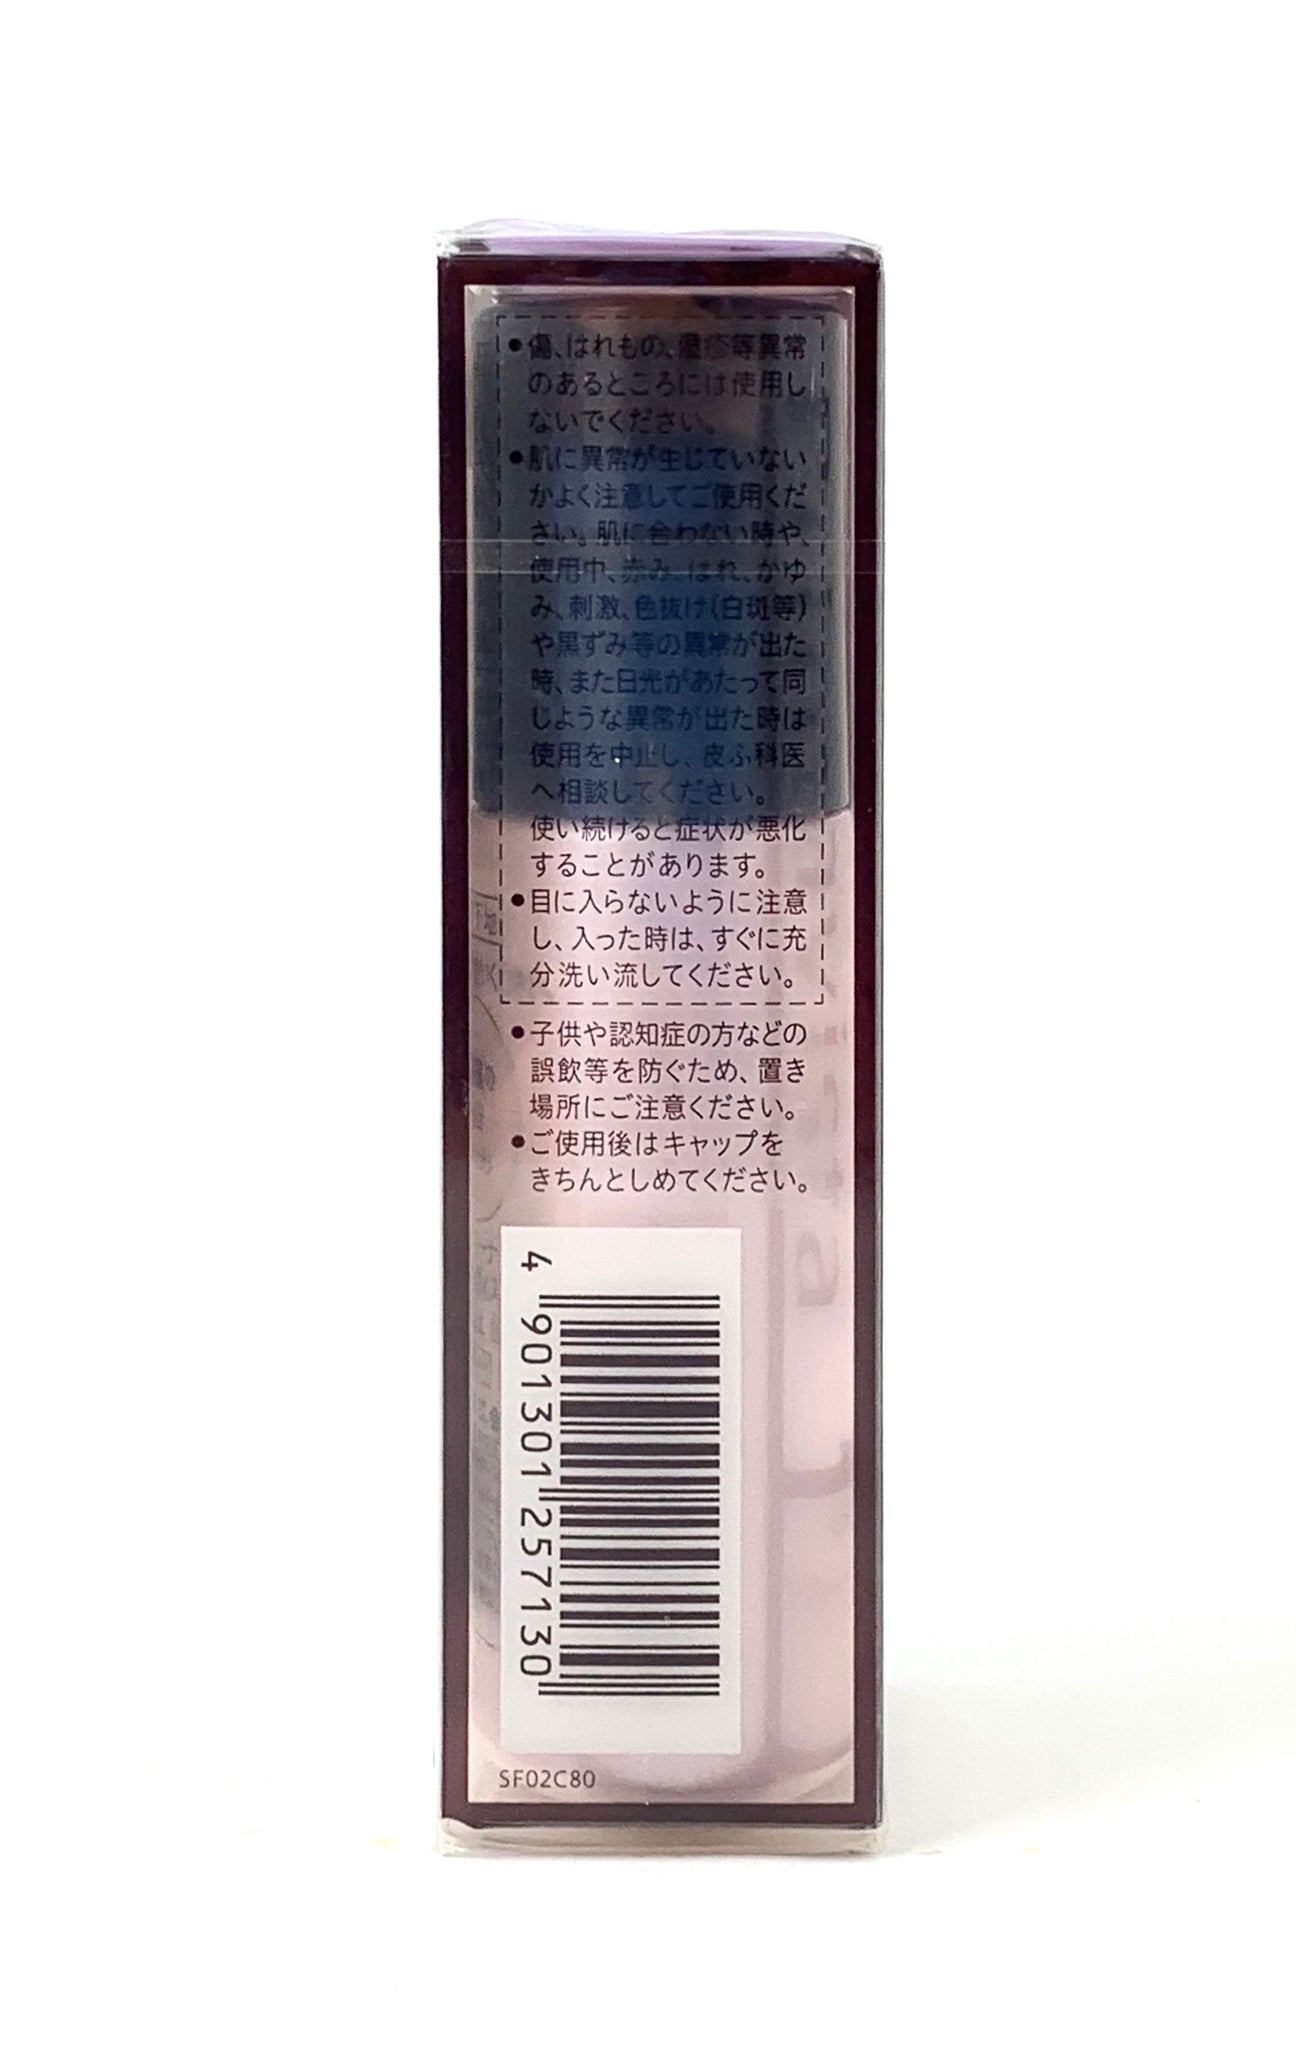 ●傷、はれもの、湿疹等異常
のあるところには使用し
ないでください。
●肌に異常が生じていない
かよく注意してご使用くだ
さい。肌に合わない時や、
使用中、赤み、はれ、かゆ
み、刺激、色抜け(白斑等)
や黒ずみ等の異常が出た
時、また日光があたって同
じような異常が出た時は
使用を中止し、皮ふ科医
へ相談してください。
使い続けると症状が悪化
することがあります。
●目に入らないように注意
し、入った時は、すぐに充
分洗い流してください。
●子供や認知症の方などの
誤飲等を防ぐため、置き
場所にご注意ください。
●ご使用後はキャップを
きちんとしめてください。
4 901301 257130
SF02C80